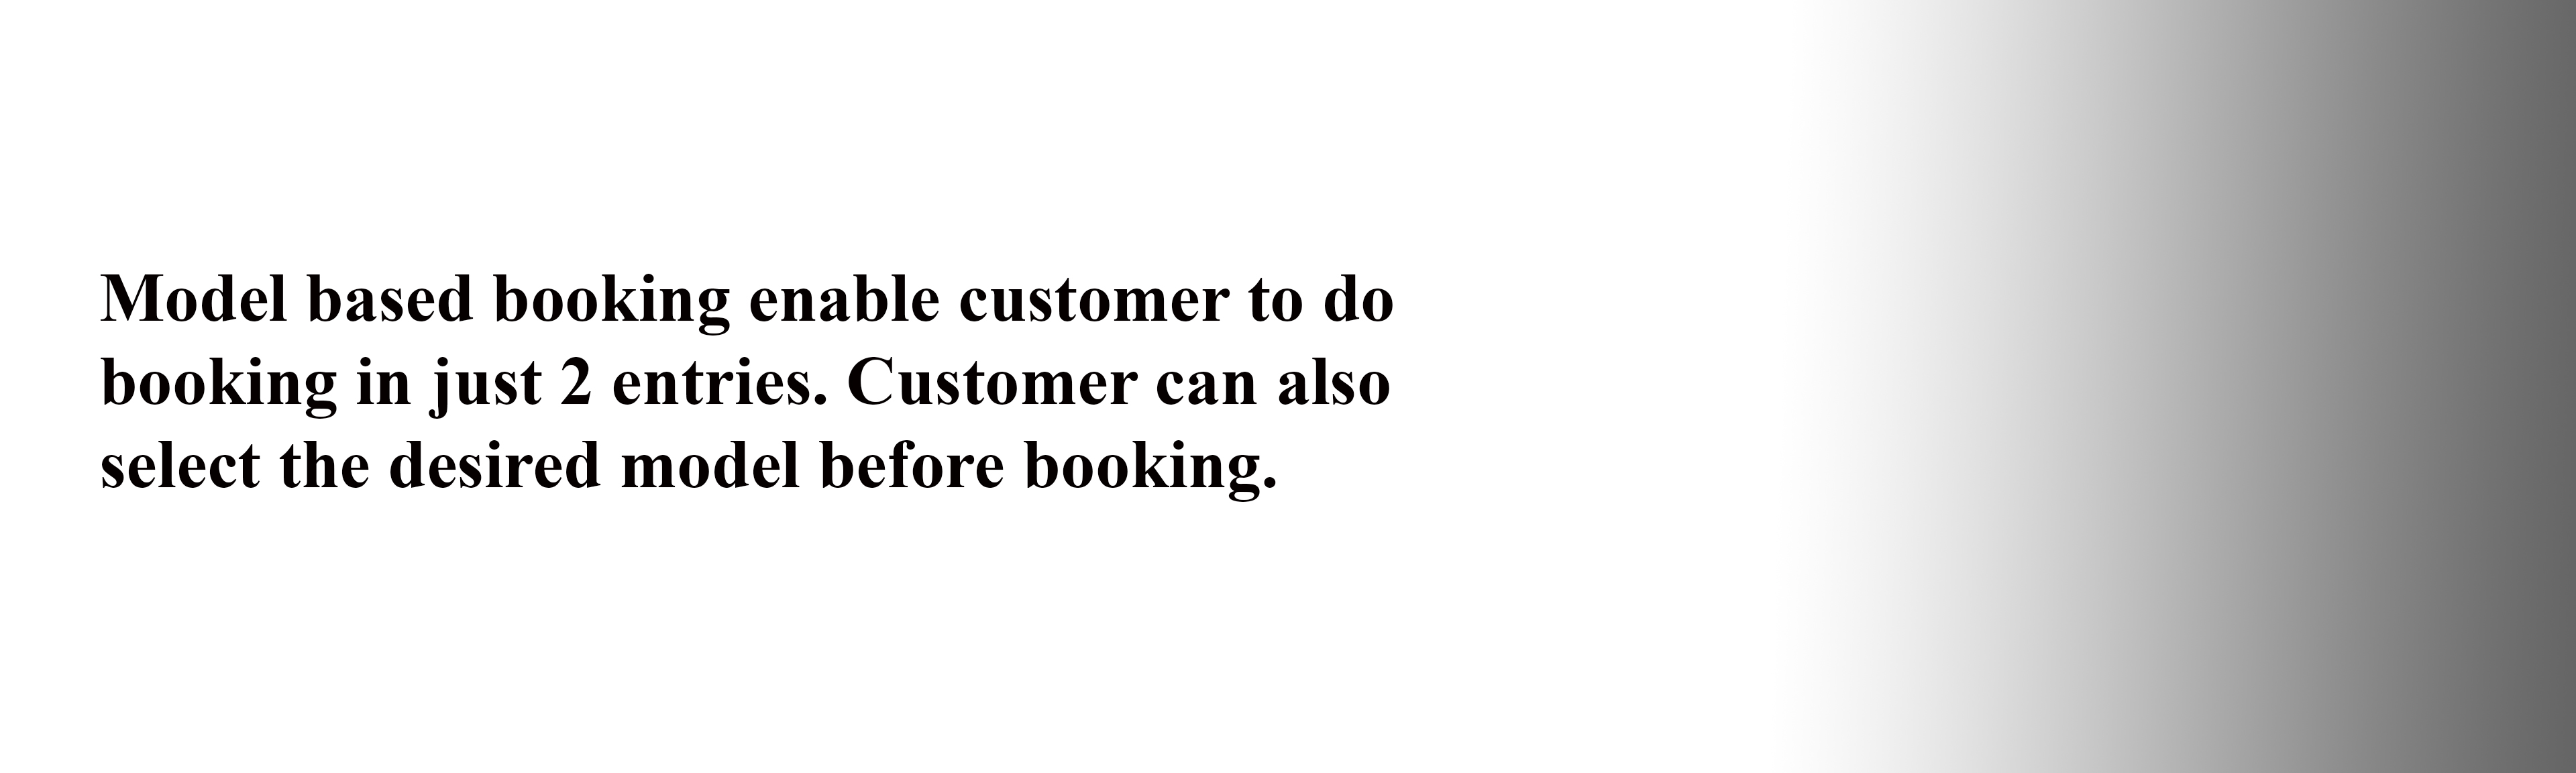 Model based booking enable customer to do
booking in just 2 entries. Customer can also
select the desired model before booking.